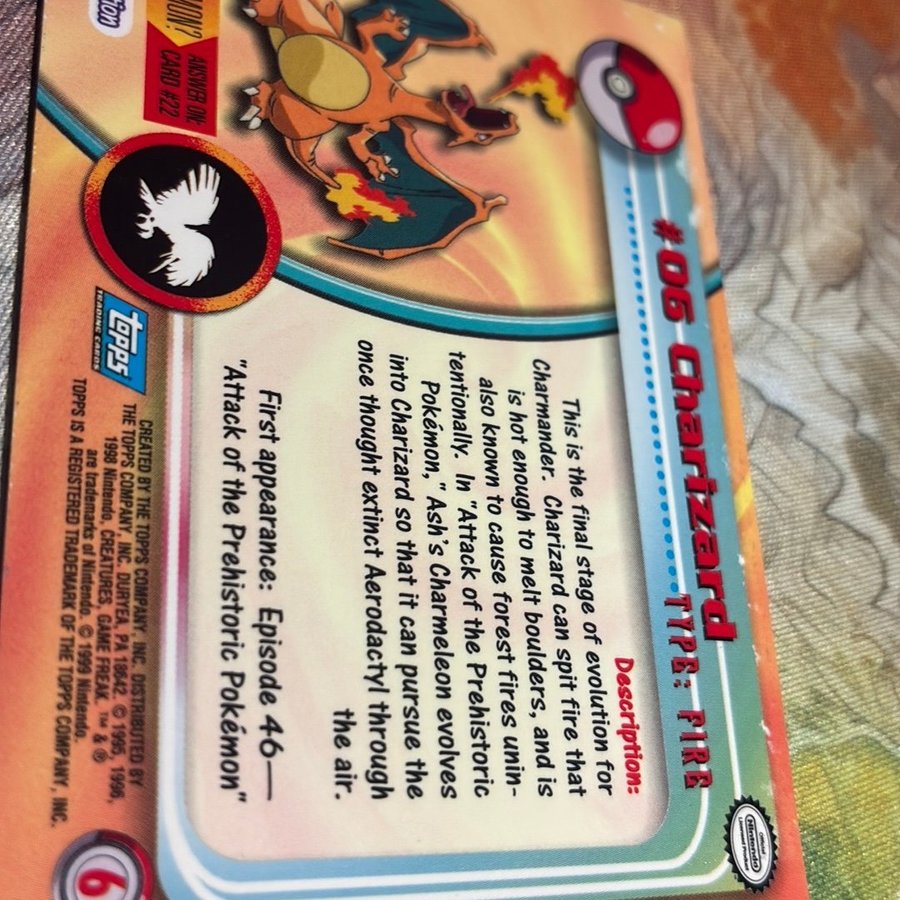 #06 Charizard
TYPE: FIRE
Official
Nintendo
Licensed Product
Description:
This is the final stage of evolution for
Charmander. Charizard can spit fire that
is hot enough to melt boulders, and is
also known to cause forest fires unin-
tentionally. In "Attack of the Prehistoric
Pokémon," Ash's Charmeleon evolves
into Charizard so that it can pursue the
once thought extinct Aerodactyl through
the air.
First appearance: Episode 46—
"Attack of the Prehistoric Pokémon"
ANSWER ON
CARD #22
topps
TRADING CARDS
CREATED BY THE TOPPS COMPANY, INC. DISTRIBUTED BY
THE TOPPS COMPANY, INC. DURYEA, PA 18642. © 1995, 1996,
1998 Nintendo, CREATURES, GAME FREAK. ™ & ®
are trademarks of Nintendo. © 1999 Nintendo.
TOPPS IS A REGISTERED TRADEMARK OF THE TOPPS COMPANY, INC.
6